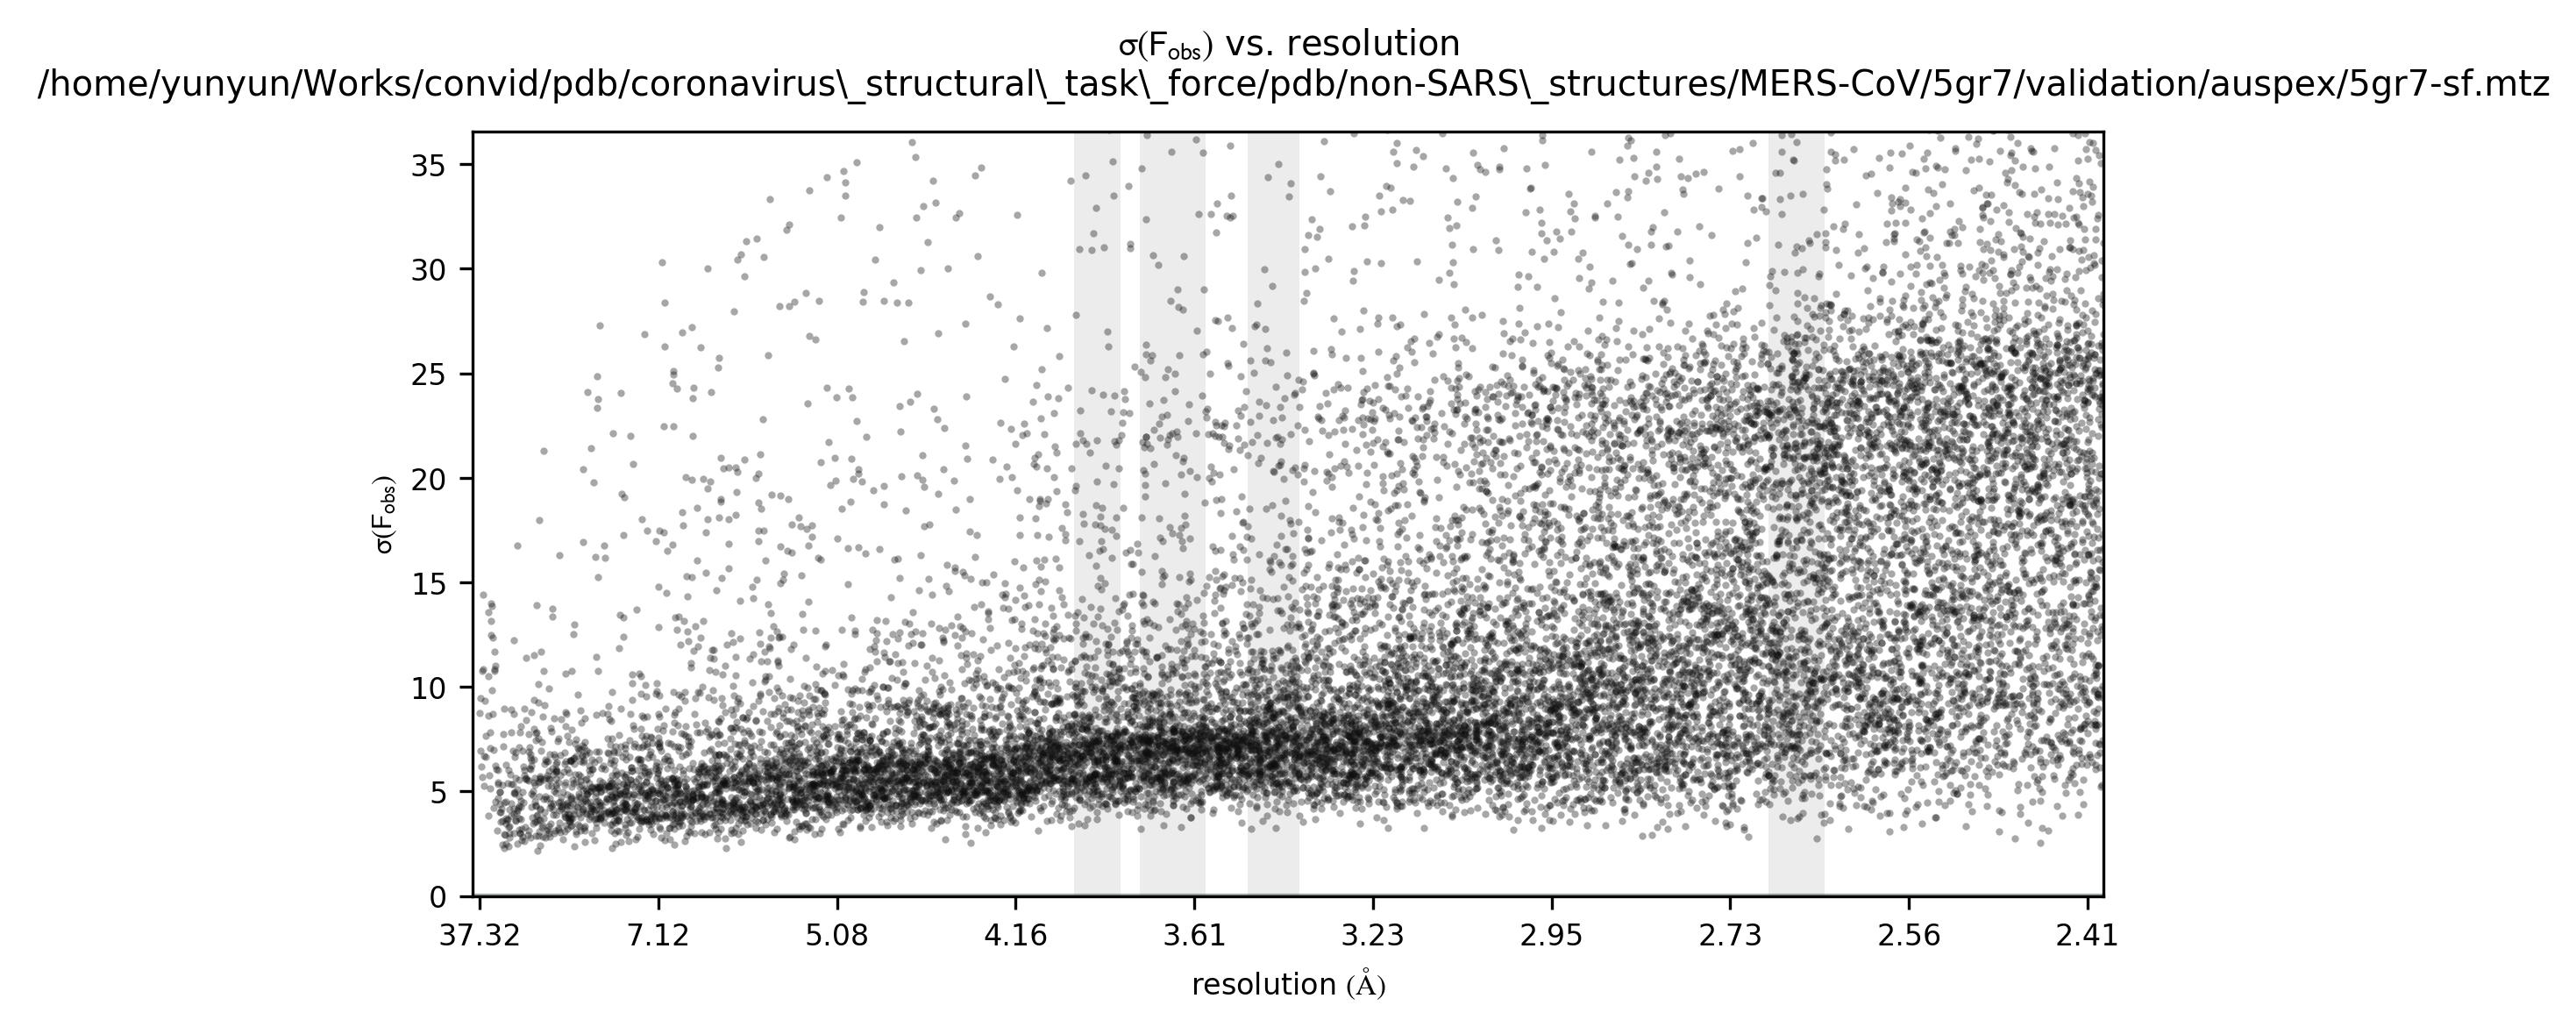 σ(Fobs) vs. resolution
/home/yunyun/Works/convid/pdb/coronavirus\_structural\_task\_force/pdb/non-SARS\_structures/MERS-CoV/5gr7/validation/auspex/5gr7-sf.mtz
35
30
25
20
15
10
5
0
σ(Fobs)
37.32 7.12 5.08 4.16 3.61 3.23 2.95 2.73 2.56 2.41
resolution (Å)